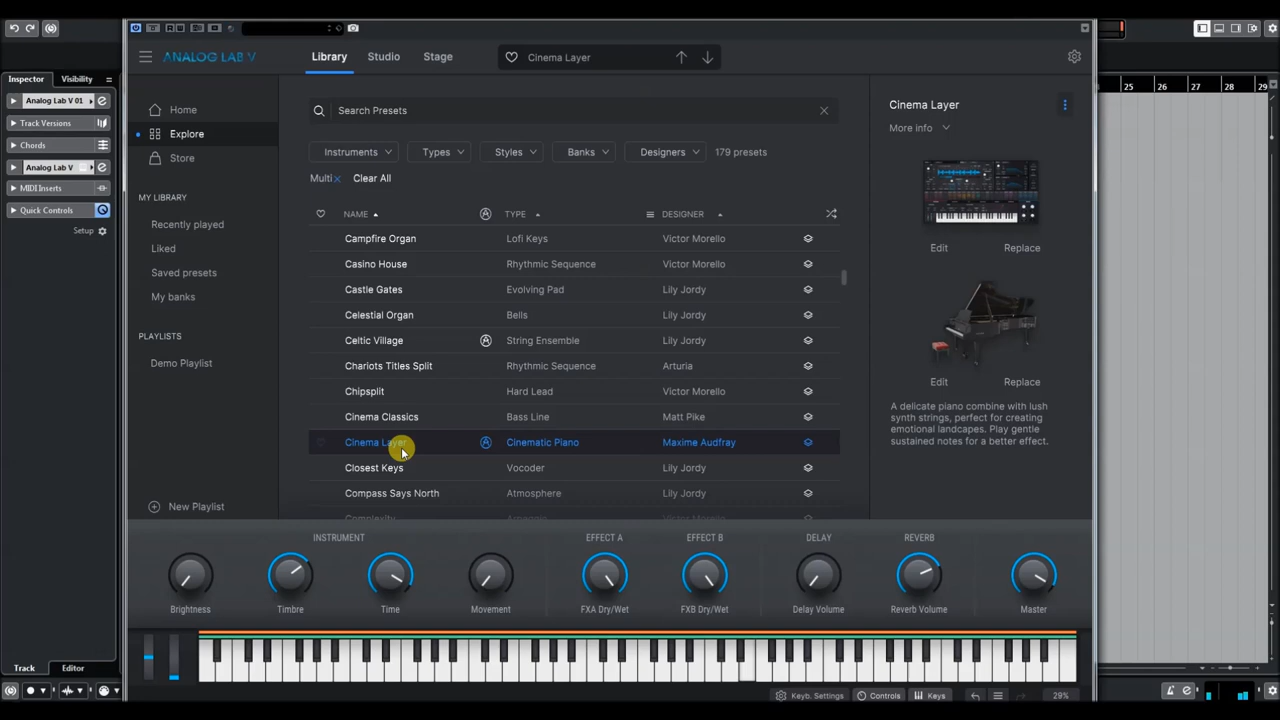 ANALOG LAB V
Library
Studio
Stage
Cinema Layer
Inspector
Visibility
Analog Lab V 01
Track Versions
Chords
Analog Lab V
MIDI Inserts
Quick Controls
Setup
25
26
27
28
29
Home
Explore
Store
MY LIBRARY
Recently played
Liked
Saved presets
My banks
PLAYLISTS
Demo Playlist
New Playlist
Search Presets
Instruments
Types
Styles
Banks
Designers
179 presets
Multi
Clear All
NAME TYPE DESIGNER
Campfire Organ Lofi Keys Victor Morello
Casino House Rhythmic Sequence Victor Morello
Castle Gates Evolving Pad Lily Jordy
Celestial Organ Bells Lily Jordy
Celtic Village String Ensemble Lily Jordy
Chariots Titles Split Rhythmic Sequence Arturia
Chipsplit Hard Lead Victor Morello
Cinema Classics Bass Line Matt Pike
Cinema Layer Cinematic Piano Maxime Audfray
Closest Keys Vocoder Lily Jordy
Compass Says North Atmosphere Lily Jordy
Complexity
Cinema Layer
More info
Edit Replace
Edit Replace
A delicate piano combine with lush
synth strings, perfect for creating
emotional landcapes. Play gentle
sustained notes for a better effect.
INSTRUMENT
EFFECT A
EFFECT B
DELAY
REVERB
Brightness
Timbre
Time
Movement
FXA Dry/Wet
FXB Dry/Wet
Delay Volume
Reverb Volume
Master
Track
Editor
Keyb. Settings
Controls
Keys
29%